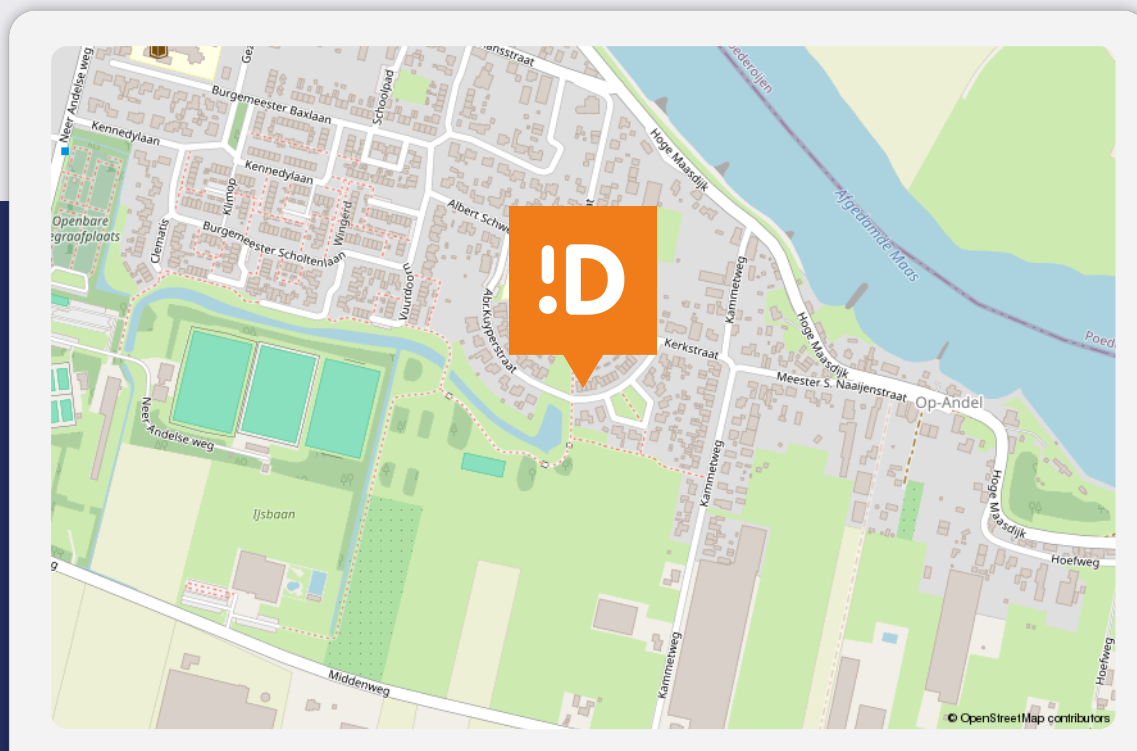 Neer Andelse weg
Schoolpad
Burgemeester Baxlaan
Kennedylaan
Hoge Maasdijk
Kennedylaan
Klimop
Wingerd
Clematis
Openbare
Burgemeester Scholtenlaan
Albert Schwe
Afgedamde Maas
!D
Kammetweg
Vuurdoorn
Abr.Kuyperstraat
Kerkstraat
Hoge Maasdijk
Meester S. Naaijenstraat
Op-Andel
Neer Andelse weg
Kammetweg
Hoge Maasdijk
IJsbaan
Hoefweg
Hoefweg
Kammetweg
Middenweg
© OpenStreetMap contributors